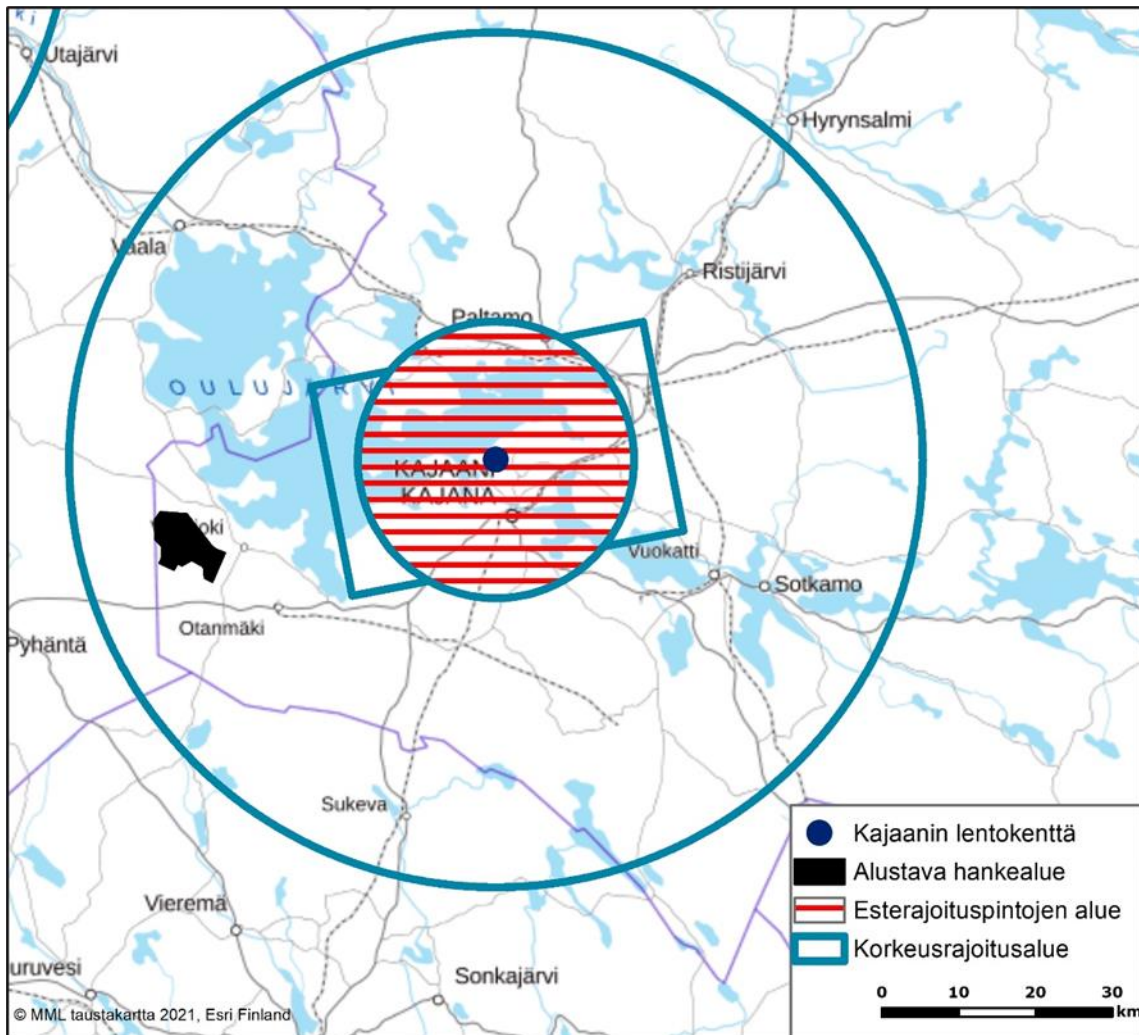 Utajärvi
Hyrynsalmi
Vaala
Ristijärvi
Paltamo
OULUJÄRVI
KAJAANI
KAJANA
Vuokatti
Sotkamo
Otanmäki
Pyhäntä
Sukeva
Vieremä
Sonkajärvi
Kajaanin lentokenttä
Alustava hankealue
Esterajoituspintojen alue
Korkeusrajoitusalue
0 10 20 30
km
© MML taustakartta 2021, Esri Finland